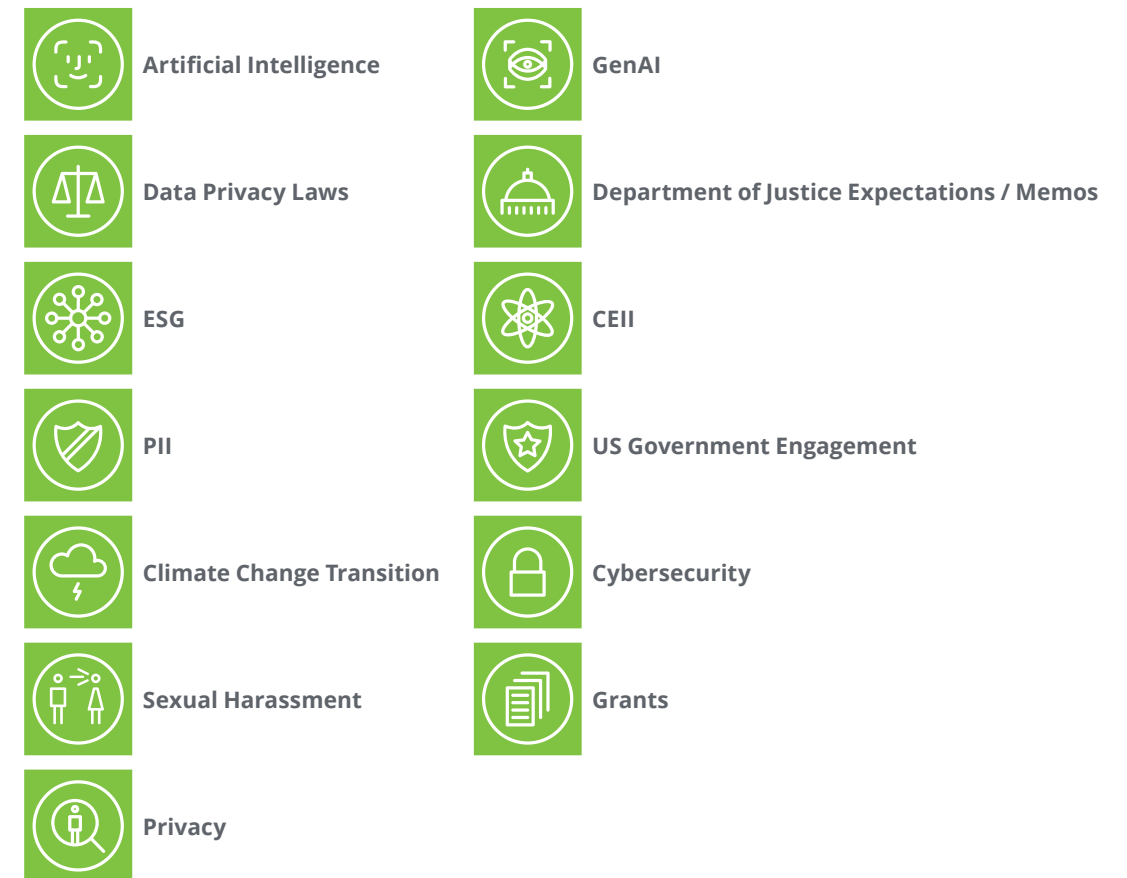 Artificial Intelligence
GenAI
Data Privacy Laws
Department of Justice Expectations / Memos
ESG
CEII
PII
US Government Engagement
Climate Change Transition
Cybersecurity
Sexual Harassment
Grants
Privacy